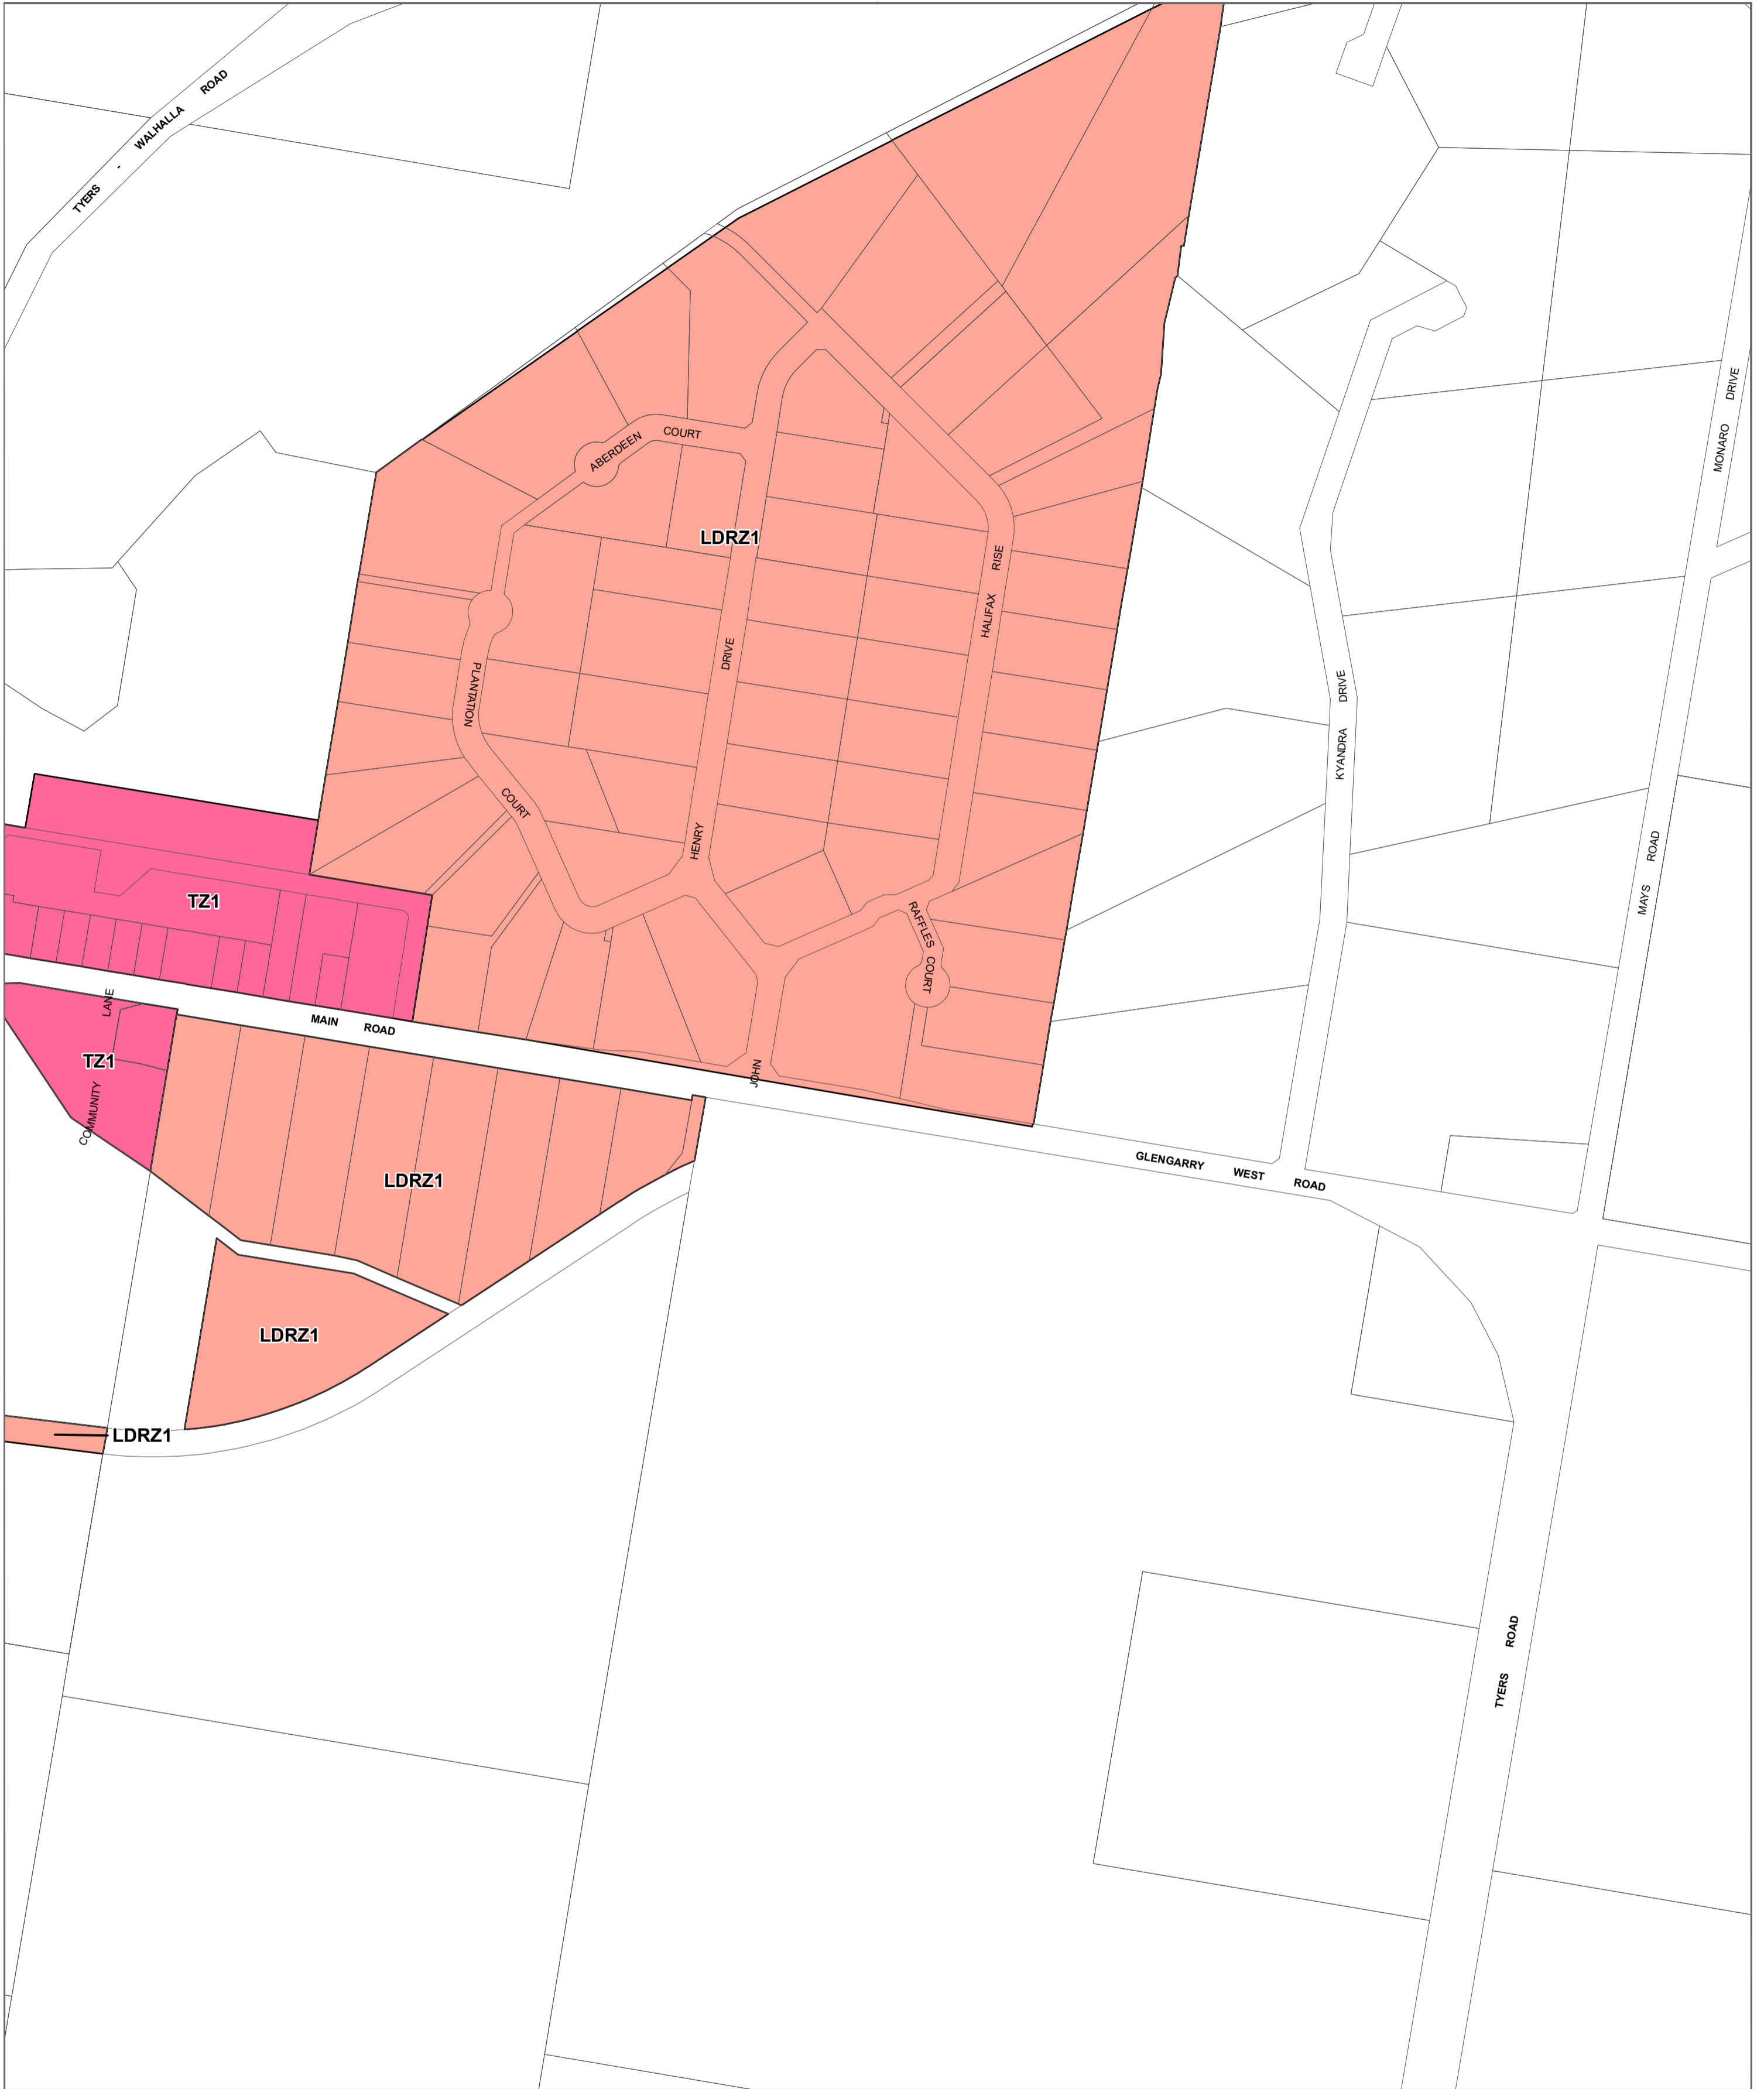 TYERS - WALHALLA ROAD
MONARO DRIVE
COURT
ABERDEEN
LDRZ1
HALIFAX RISE
JOHN HENRY DRIVE
PLANTATION COURT
KYANDRA DRIVE
MAYS ROAD
TZ1
RAFFLES COURT
MAIN ROAD
COMMUNITY LANE
TZ1
GLENGARRY WEST ROAD
LDRZ1
LDRZ1
LDRZ1
TYERS ROAD